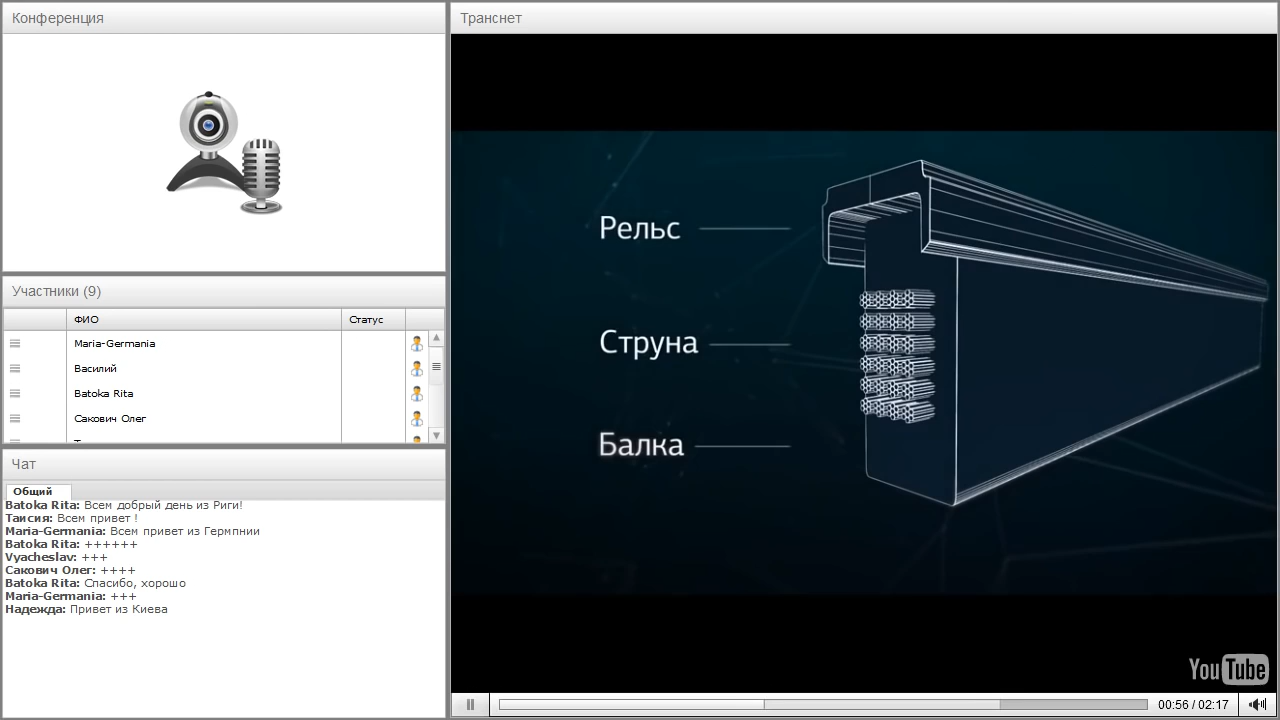 Конференция
Транснет
Рельс
Струна
Балка
Участники (9)
ФИО Статус
Maria-Germania
Василий
Batoka Rita
Сакович Олег
Чат
Общий
Batoka Rita: Всем добрый день из Риги!
Таисия: Всем привет !
Maria-Germania: Всем привет из Гермпнии
Batoka Rita: ++++++
Vyacheslav: +++
Сакович Олег: ++++
Batoka Rita: Спасибо, хорошо
Maria-Germania: +++
Надежда: Привет из Киева
YouTube
00:56 / 02:17